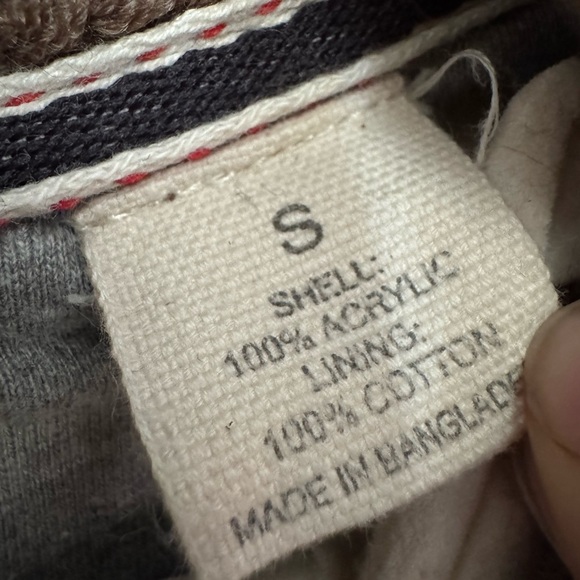 S
SHELL:
100% ACRYLIC
LINING:
100% COTTON
MADE IN BANGLADE